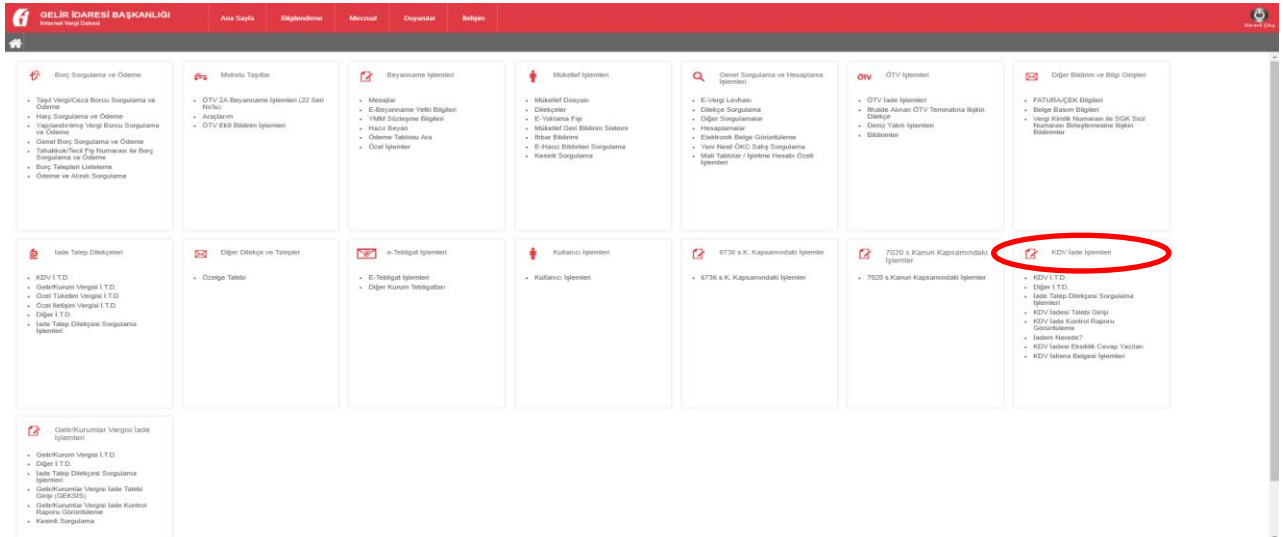 GELİR İDARESİ BAŞKANLIĞI
İnternet Vergi Dairesi
Ana Sayfa
Bilgilendirme
Mevzuat
Duyurular
İletişim
Güvenli Çıkış
Borç Sorgulama ve Ödeme
• Taşıt Vergi/Ceza Borcu Sorgulama ve
Ödeme
• Harç Sorgulama ve Ödeme
• Yapılandırılmış Vergi Borcu Sorgulama
ve Ödeme
• Genel Borç Sorgulama ve Ödeme
• Tahakkuk/Tecil Fiş Numarası ile Borç
Sorgulama ve Ödeme
• Borç Talepleri Listeleme
• Ödeme ve Alındı Sorgulama
Motorlu Taşıtlar
• ÖTV 2A Beyanname İşlemleri (22 Seri
No'lu)
• Araçlarım
• ÖTV Ek9 Bildirim İşlemleri
Beyanname İşlemleri
• Mesajlar
• E-Beyanname Yetki Bilgileri
• YMM Sözleşme Bilgileri
• Hazır Beyan
• Ödeme Tablosu Ara
• Özel İşlemler
Mükellef İşlemleri
• Mükellef Dosyası
• Dilekçeler
• E-Yoklama Fişi
• Mükellef Geri Bildirim Sistemi
• İhbar Bildirimi
• E-Haciz Bildirileri Sorgulama
• Kesinti Sorgulama
Genel Sorgulama ve Hesaplama
İşlemleri
• E-Vergi Levhası
• Dilekçe Sorgulama
• Diğer Sorgulamalar
• Hesaplamalar
• Elektronik Belge Görüntüleme
• Yeni Nesil ÖKC Satış Sorgulama
• Mali Tablolar / İşletme Hesabı Özeti
İşlemleri
ÖTV
ÖTV İşlemleri
• ÖTV İade İşlemleri
• İthalde Alınan ÖTV Teminatına İlişkin
Dilekçe
• Deniz Yakıtı İşlemleri
• Bildirimler
Diğer Bildirim ve Bilgi Girişleri
• FATURA/ÇEK Bilgileri
• Belge Basım Bilgileri
• Vergi Kimlik Numarası ile SGK Sicil
Numarası Birleştirmesine İlişkin
Bildirimler
İade Talep Dilekçeleri
• KDV İ.T.D.
• Gelir/Kurum Vergisi İ.T.D.
• Özel Tüketim Vergisi İ.T.D.
• Özel İletişim Vergisi İ.T.D.
• Diğer İ.T.D.
• İade Talep Dilekçesi Sorgulama
İşlemleri
Diğer Dilekçe ve Talepler
• Özelge Talebi
e-Tebligat İşlemleri
• E-Tebligat İşlemleri
• Diğer Kurum Tebligatları
Kullanıcı İşlemleri
• Kullanıcı İşlemleri
6736 s.K. Kapsamındaki İşlemler
• 6736 s.K. Kapsamındaki İşlemler
7020 s.Kanun Kapsamındaki
İşlemler
• 7020 s.Kanun Kapsamındaki İşlemler
KDV İade İşlemleri
• KDV İ.T.D.
• Diğer İ.T.D.
• İade Talep Dilekçesi Sorgulama
İşlemleri
• KDV İadesi Talebi Girişi
• KDV İade Kontrol Raporu
Görüntüleme
• İadem Nerede?
• KDV İadesi Eksiklik Cevap Yazıları
• KDV İstisna Belgesi İşlemleri
Gelir/Kurumlar Vergisi İade
İşlemleri
• Gelir/Kurum Vergisi İ.T.D.
• Diğer İ.T.D.
• İade Talep Dilekçesi Sorgulama
İşlemleri
• Gelir/Kurumlar Vergisi İade Talebi
Girişi (GEKSİS)
• Gelir/Kurumlar Vergisi İade Kontrol
Raporu Görüntüleme
• Kesinti Sorgulama